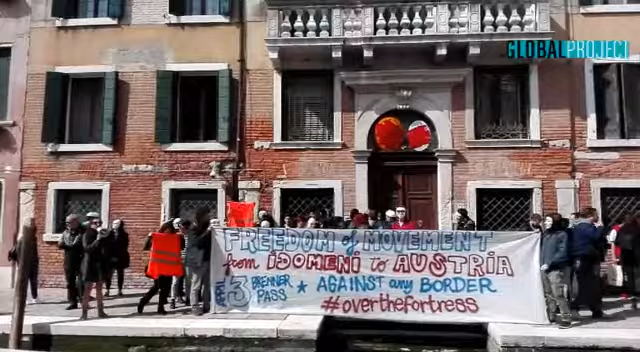 GLOBALPROJECT
FREEDOM of MOVEMENT
from IDOMENI to AUSTRIA
BRENNER PASS ★ AGAINST any BORDER
#overthefortress